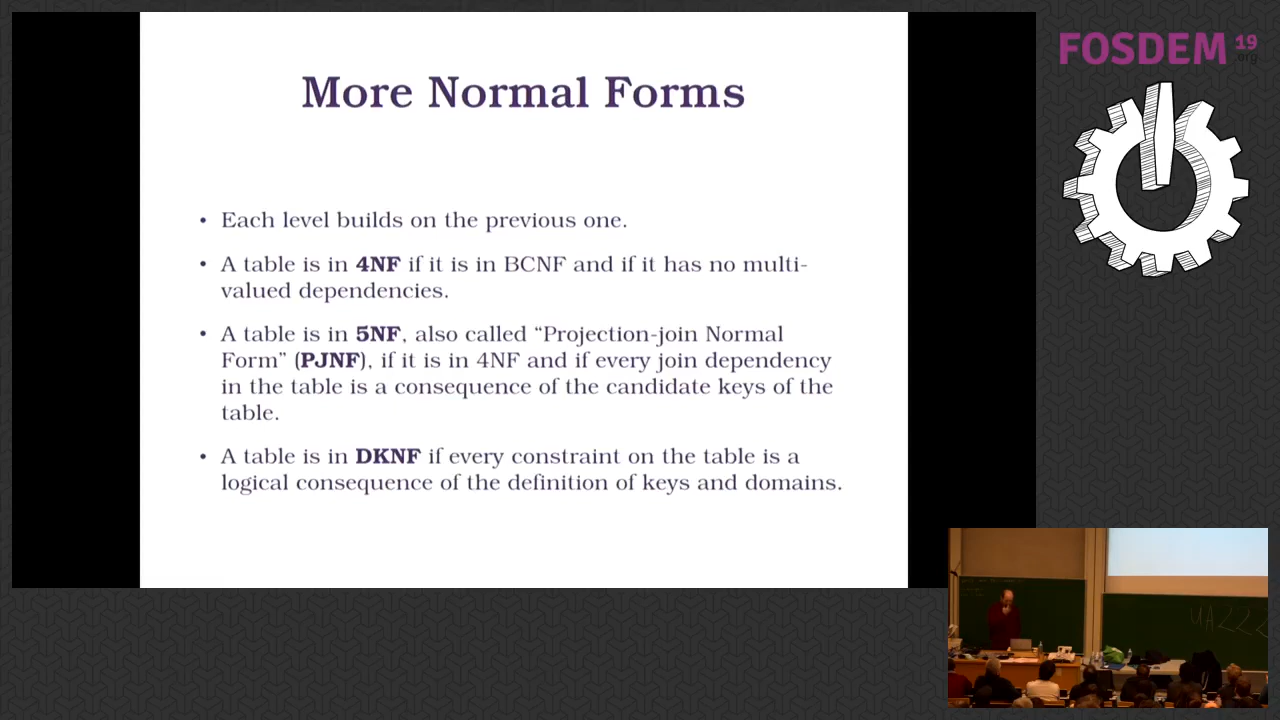 More Normal Forms
• Each level builds on the previous one.
• A table is in 4NF if it is in BCNF and if it has no multi-
valued dependencies.
• A table is in 5NF, also called “Projection-join Normal
Form” (PJNF), if it is in 4NF and if every join dependency
in the table is a consequence of the candidate keys of the
table.
• A table is in DKNF if every constraint on the table is a
logical consequence of the definition of keys and domains.
FOSDEM 19
.org